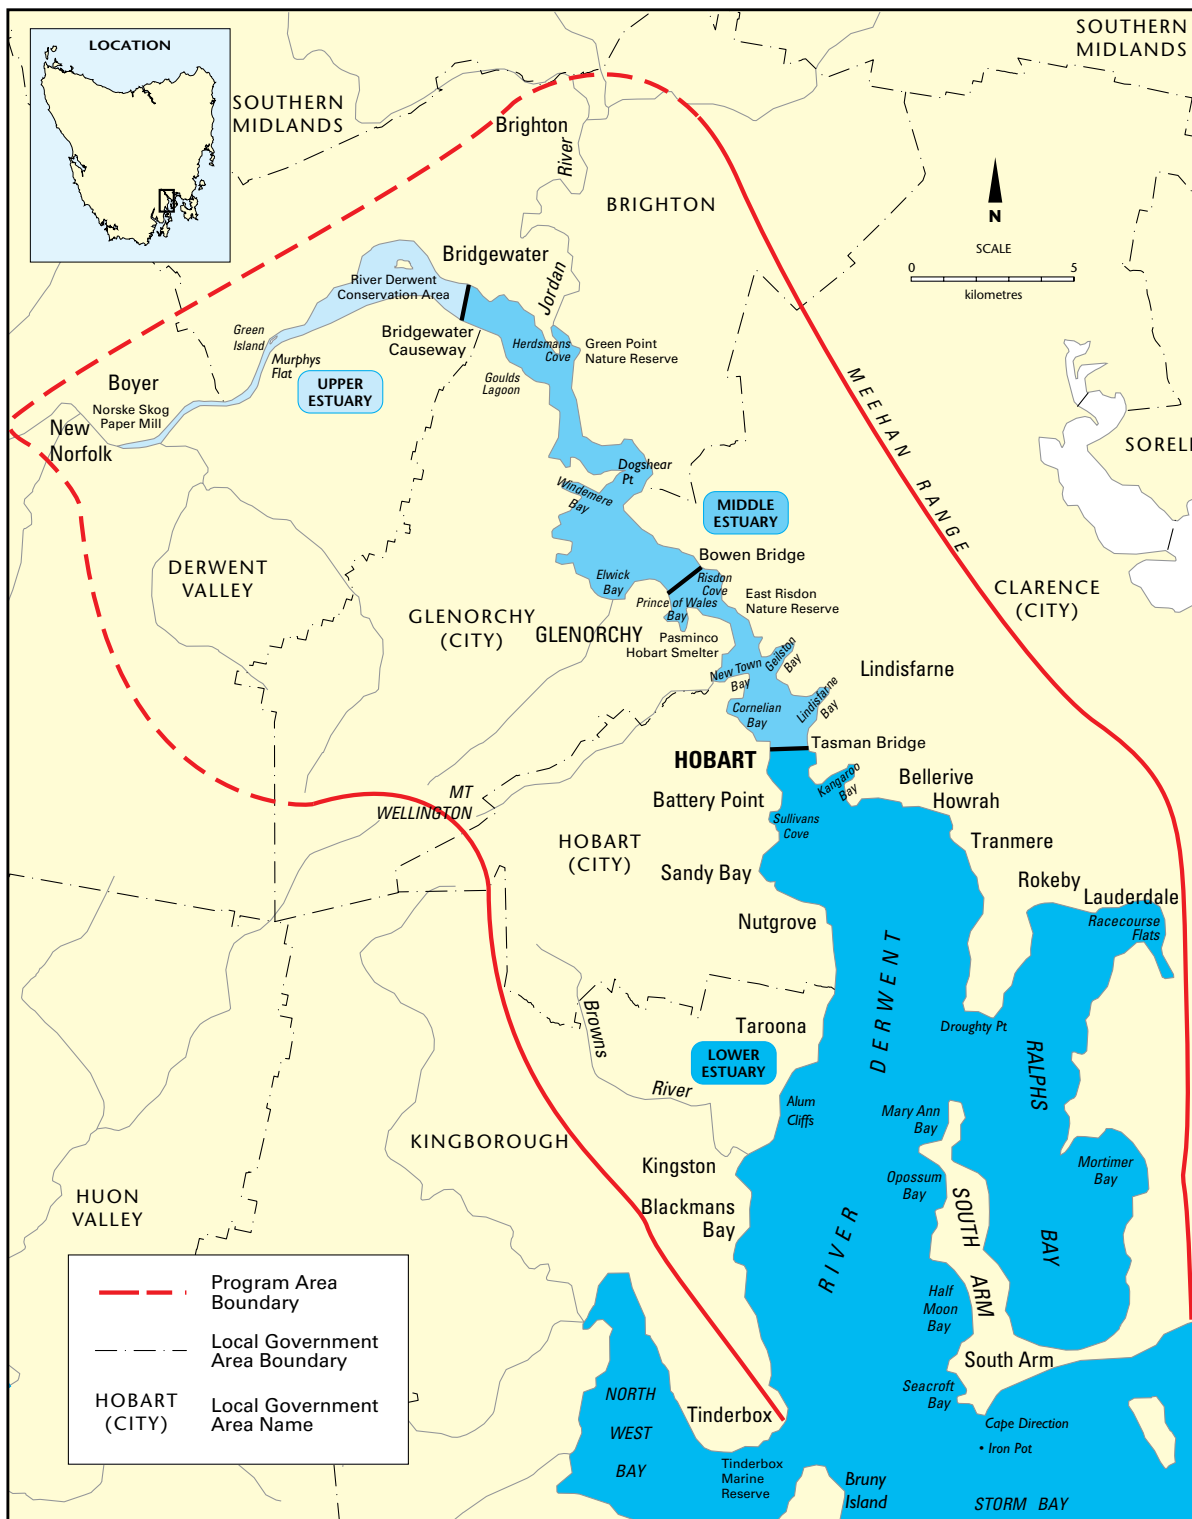 LOCATION
SOUTHERN
MIDLANDS
SOUTHERN
MIDLANDS
Brighton
River
BRIGHTON
N
SCALE
0
5
kilometres
Bridgewater
River Derwent
Conservation Area
Jordan
Green
Island
Bridgewater
Causeway
Herdsmans
Cove
Green Point
Nature Reserve
Murphys
Flat
Goulds
Lagoon
UPPER
ESTUARY
Boyer
Norske Skog
Paper Mill
New
Norfolk
MEEHAN RANGE
SORELL
Dogshear
Pt
Windemere
Bay
MIDDLE
ESTUARY
Bowen Bridge
DERWENT
VALLEY
Elwick
Bay
Risdon
Cove
Prince of Wales
Bay
East Risdon
Nature Reserve
CLARENCE
(CITY)
GLENORCHY
(CITY)
GLENORCHY
Pasminco
Hobart Smelter
New Town
Bay
Geilston
Bay
Lindisfarne
Cornelian
Bay
Lindisfarne
Bay
HOBART
Tasman Bridge
MT
WELLINGTON
Kangaroo
Bay
Bellerive
Howrah
Battery Point
Sullivans
Cove
HOBART
(CITY)
Tranmere
Sandy Bay
Rokeby
Lauderdale
Racecourse
Flats
Nutgrove
DERWENT
Browns
Taroona
Droughty Pt
LOWER
ESTUARY
RALPHS
River
Alum
Cliffs
Mary Ann
Bay
KINGBOROUGH
Kingston
Opossum
Bay
Mortimer
Bay
HUON
VALLEY
Blackmans
Bay
SOUTH
RIVER
BAY
ARM
Half
Moon
Bay
Program Area
Boundary
Local Government
Area Boundary
HOBART
(CITY)
Local Government
Area Name
South Arm
Seacroft
Bay
NORTH
WEST
BAY
Tinderbox
Cape Direction
Iron Pot
Tinderbox
Marine
Reserve
Bruny
Island
STORM BAY